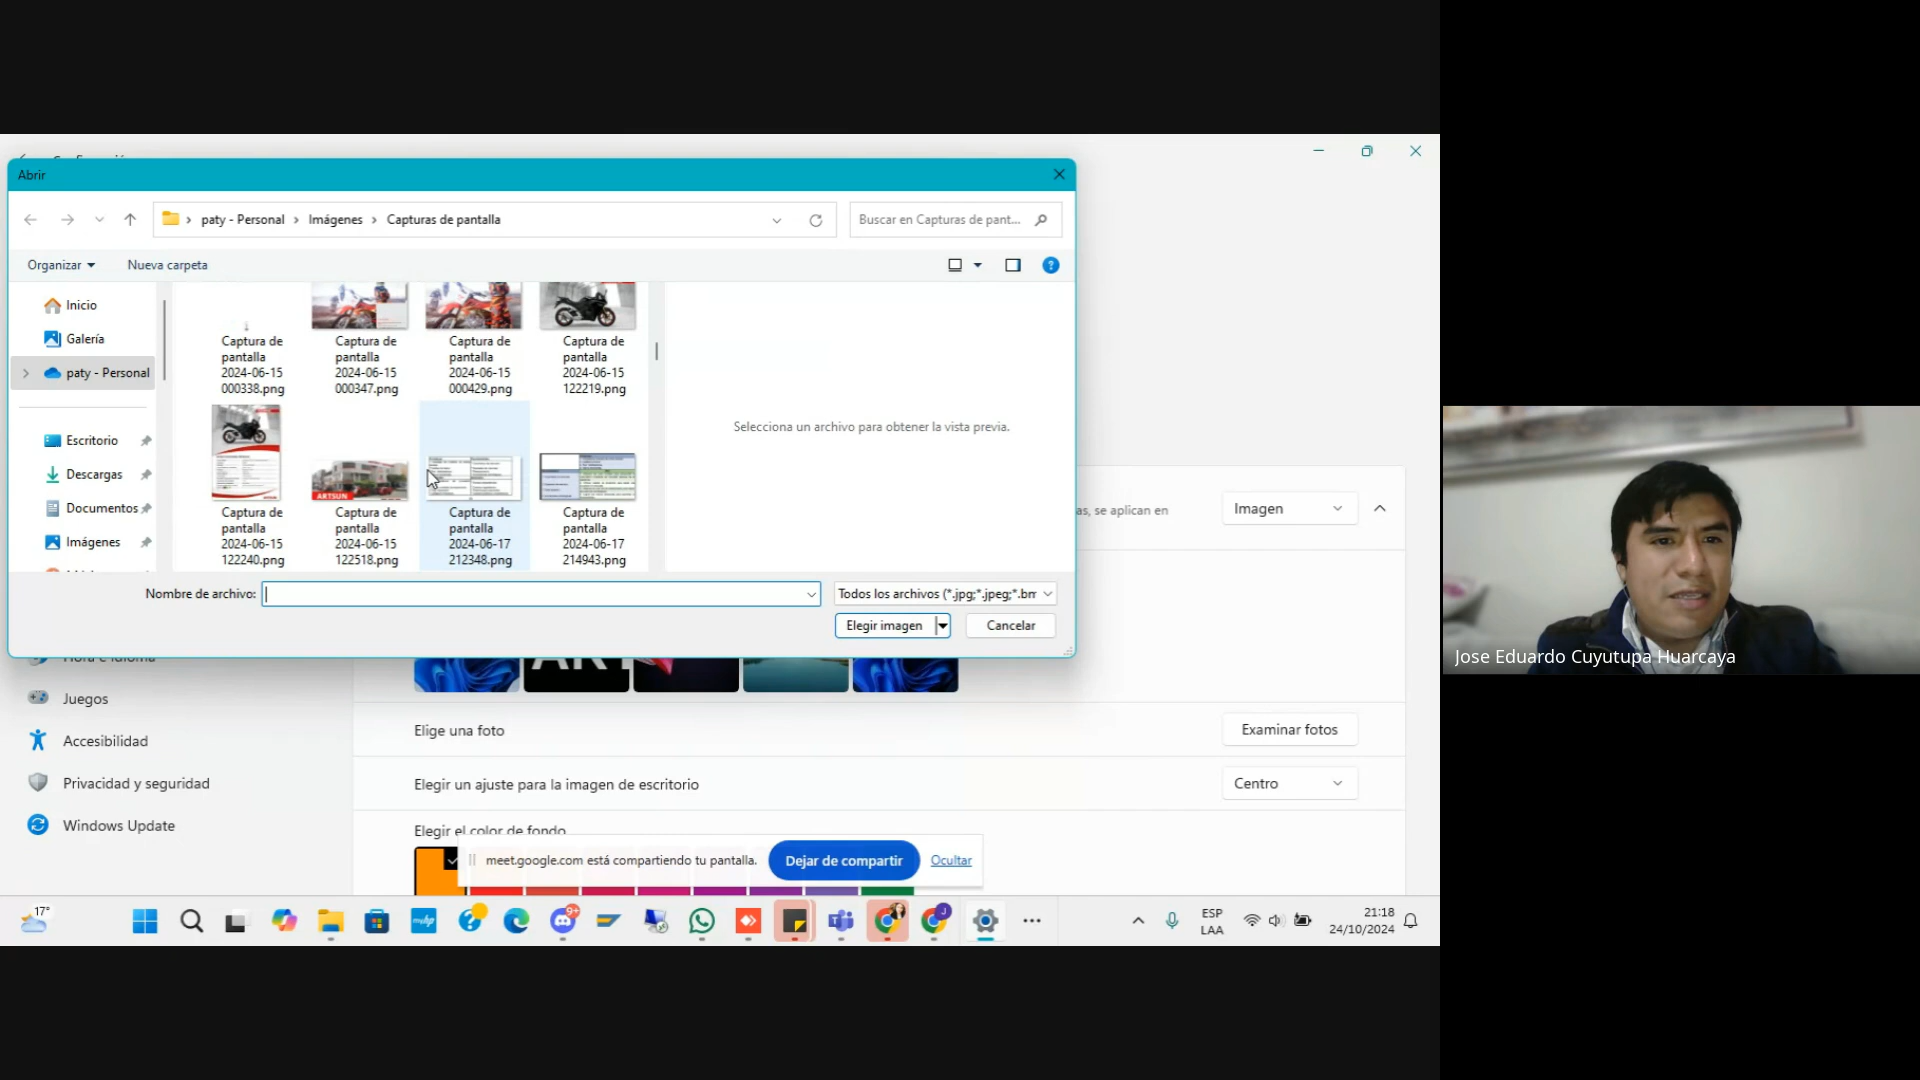 Abrir
paty - Personal > Imágenes > Capturas de pantalla
Buscar en Capturas de pant...
Organizar
Nueva carpeta
Inicio
Galería
paty - Personal
Escritorio
Descargas
Documentos
Imágenes
Captura de
pantalla
2024-06-15
000338.png
Captura de
pantalla
2024-06-15
000347.png
Captura de
pantalla
2024-06-15
000429.png
Captura de
pantalla
2024-06-15
122219.png
ARTSUN
Captura de
pantalla
2024-06-15
122240.png
Captura de
pantalla
2024-06-15
122518.png
Captura de
pantalla
2024-06-17
212348.png
Captura de
pantalla
2024-06-17
214943.png
Selecciona un archivo para obtener la vista previa.
Nombre de archivo:
Todos los archivos (*.jpg;*.jpeg;*.bm
Elegir imagen
Cancelar
as, se aplican en
Imagen
Juegos
Accesibilidad
Privacidad y seguridad
Windows Update
Elige una foto
Examinar fotos
Elegir un ajuste para la imagen de escritorio
Centro
Elegir el color de fondo
meet.google.com está compartiendo tu pantalla.
Dejar de compartir
Ocultar
17°
9+
ESP
LAA
21:18
24/10/2024
Jose Eduardo Cuyutupa Huarcaya